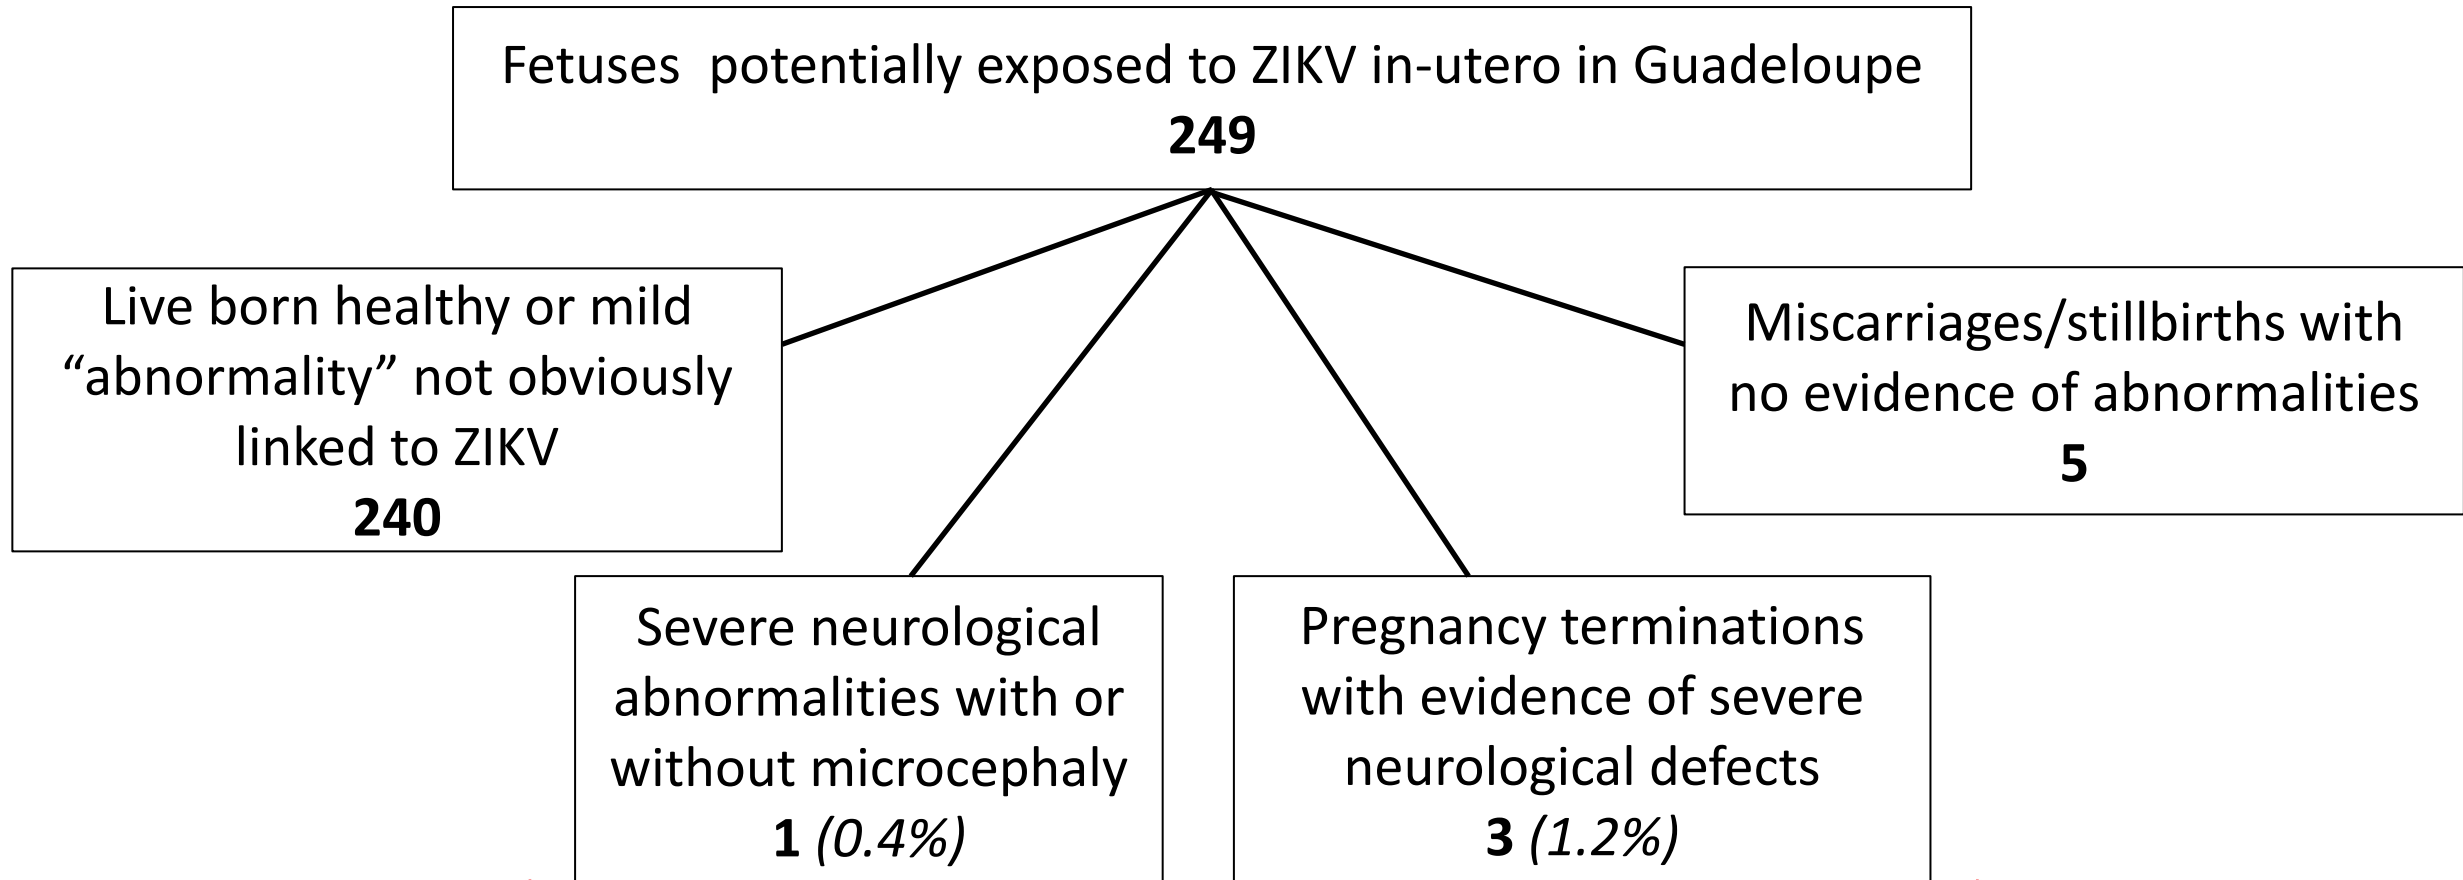 Fetuses  potentially exposed to ZIKV in-utero in Guadeloupe
249
Live born healthy or mild
“abnormality” not obviously
linked to ZIKV
240
Miscarriages/stillbirths with
no evidence of abnormalities
5
Severe neurological
abnormalities with or
without microcephaly
1 (0.4%)
Pregnancy terminations
with evidence of severe
neurological defects
3 (1.2%)